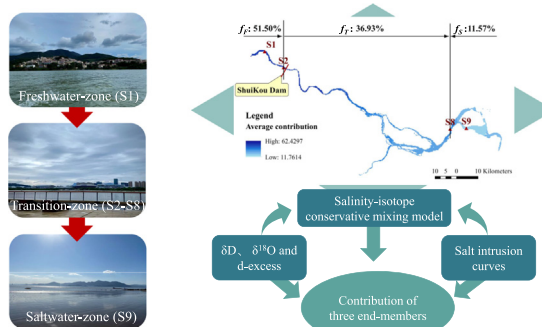 Freshwater-zone (S1)
Transition-zone (S2-S8)
Saltwater-zone (S9)
fF: 51.50% fT: 36.93% fS: 11.57%
S1
S2
ShuiKou Dam
Legend
Average contribution
High: 62.4297
Low: 11.7614
S8 S9
10 5 0 10 Kilometers
Salinity-isotope
conservative mixing model
δD、 δ18O and
d-excess
Salt intrusion
curves
Contribution of
three end-members